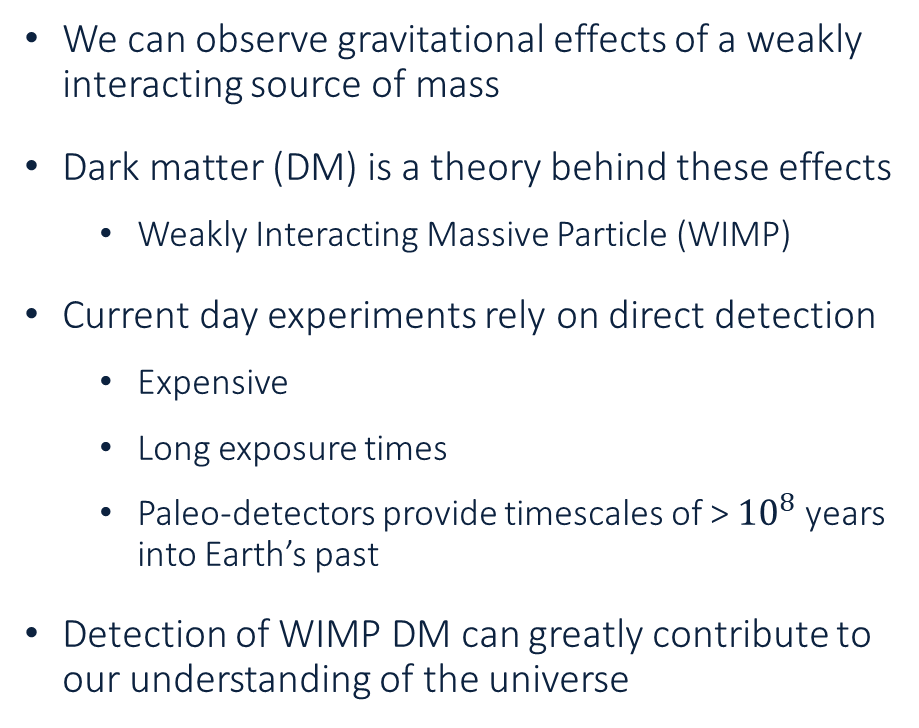 • We can observe gravitational effects of a weakly
interacting source of mass
• Dark matter (DM) is a theory behind these effects
• Weakly Interacting Massive Particle (WIMP)
• Current day experiments rely on direct detection
• Expensive
• Long exposure times
• Paleo-detectors provide timescales of > 10⁸ years
into Earth’s past
• Detection of WIMP DM can greatly contribute to
our understanding of the universe